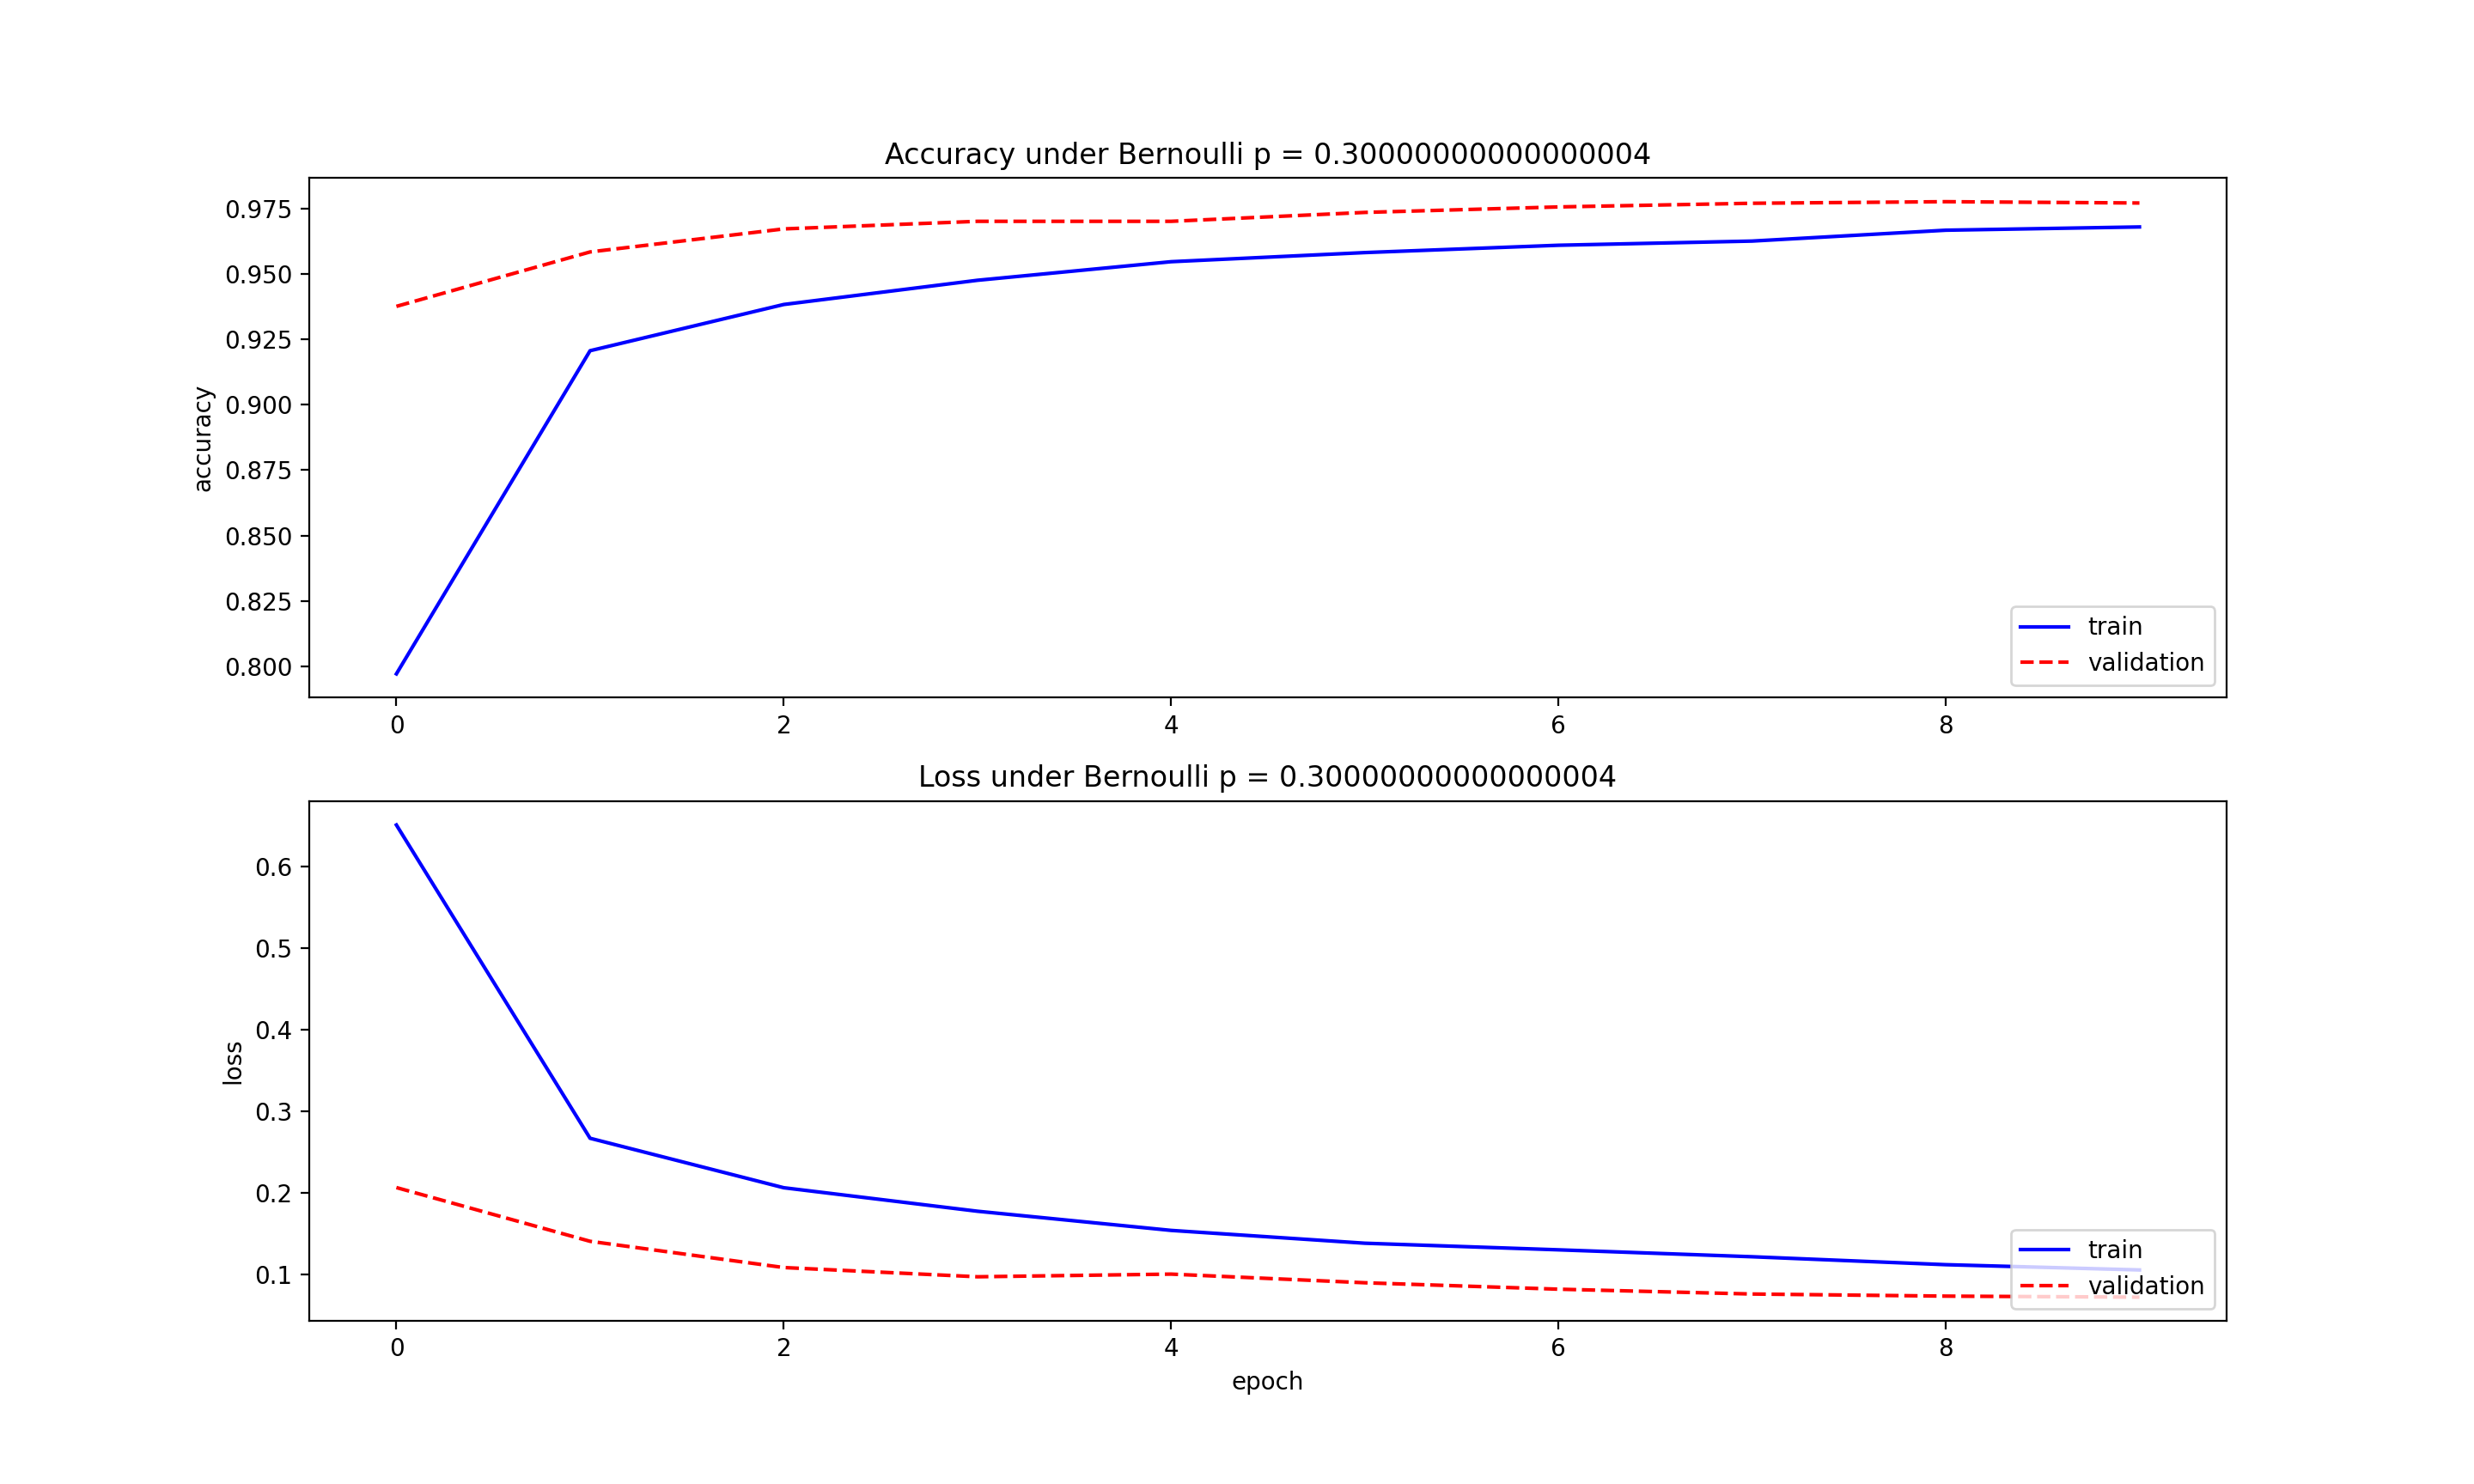 Accuracy under Bernoulli p = 0.30000000000000004
0.975
0.950
0.925
0.900
0.875
0.850
0.825
0.800
accuracy
train
validation
0 2 4 6 8
Loss under Bernoulli p = 0.30000000000000004
0.6
0.5
0.4
0.3
0.2
0.1
loss
train
validation
0 2 4 6 8
epoch